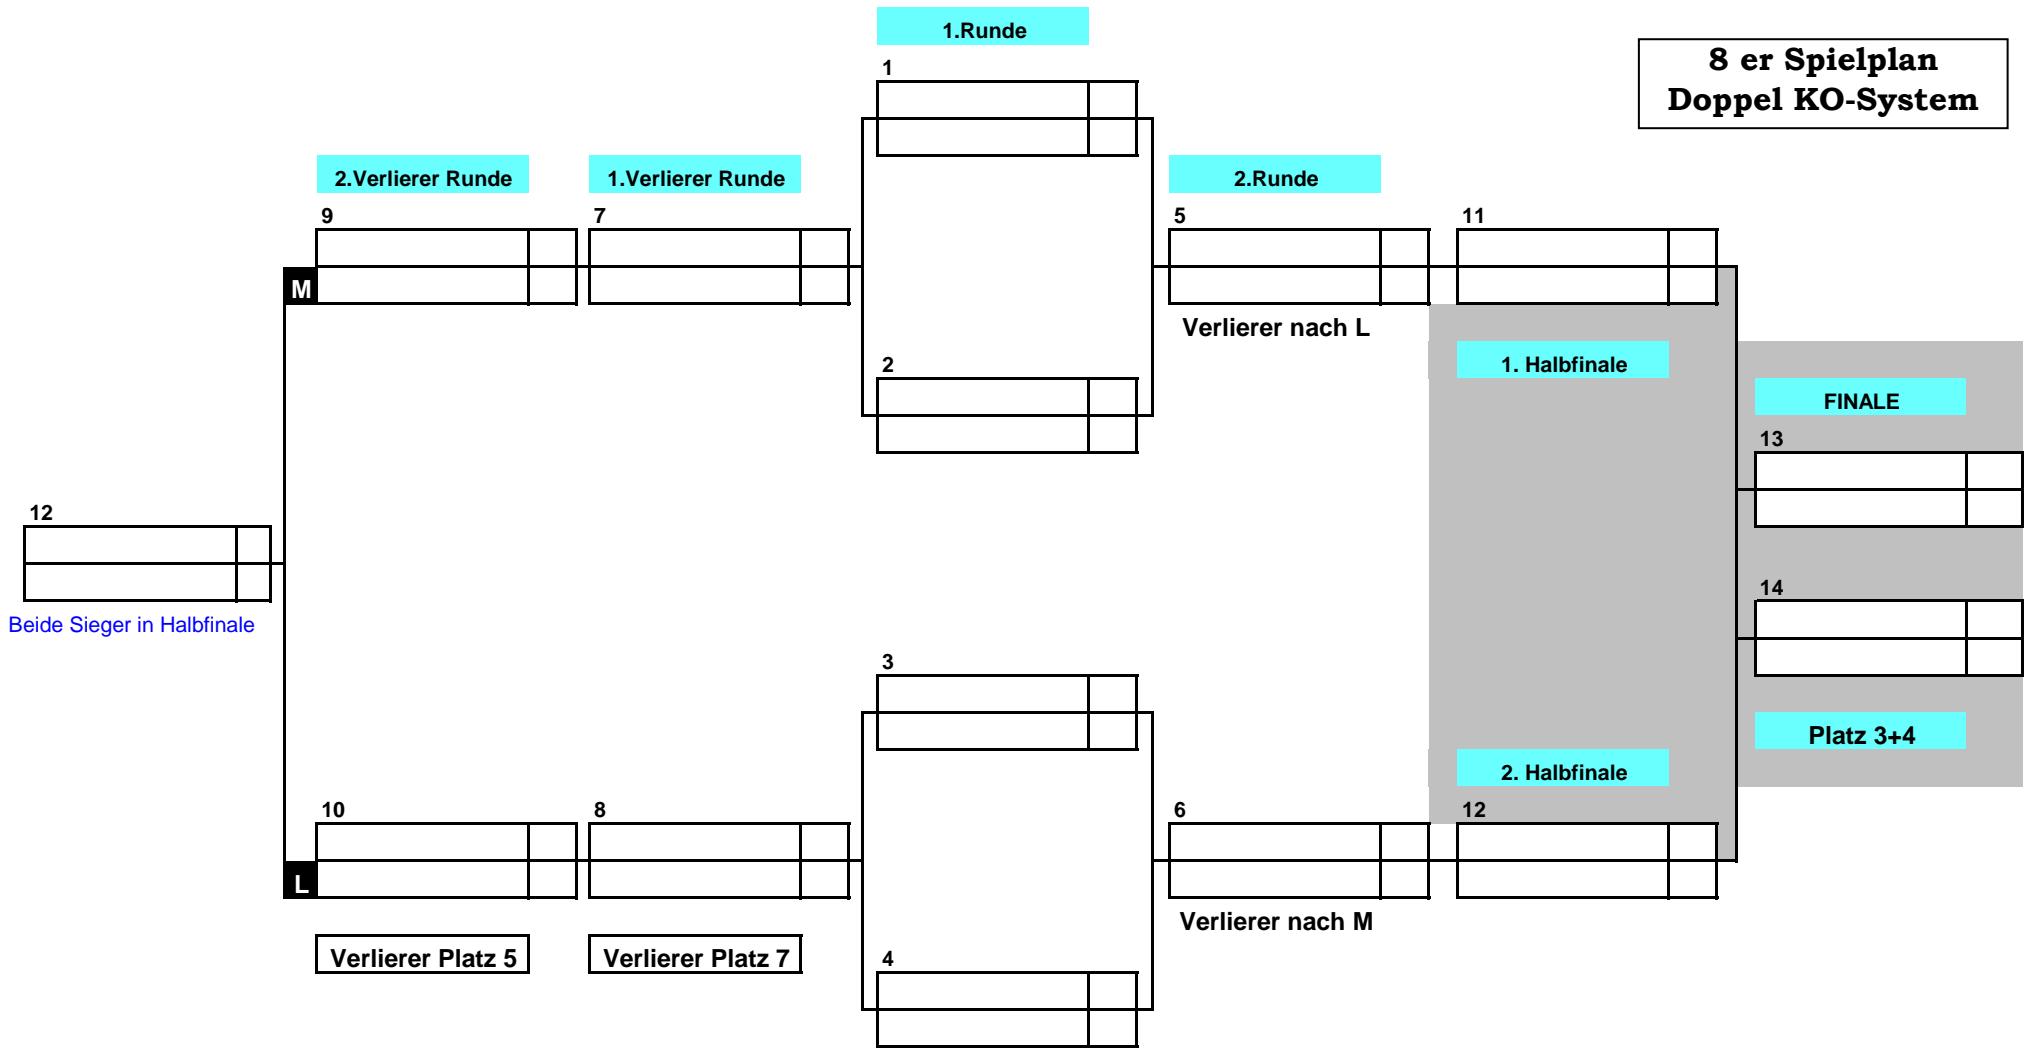 1.Runde
8 er Spielplan
Doppel KO-System
1
2.Verlierer Runde
1.Verlierer Runde
2.Runde
9
7
5
11
M
Verlierer nach L
2
1. Halbfinale
FINALE
13
12
Beide Sieger in Halbfinale
14
3
Platz 3+4
2. Halbfinale
10
8
6
12
L
Verlierer nach M
Verlierer Platz 5
Verlierer Platz 7
4